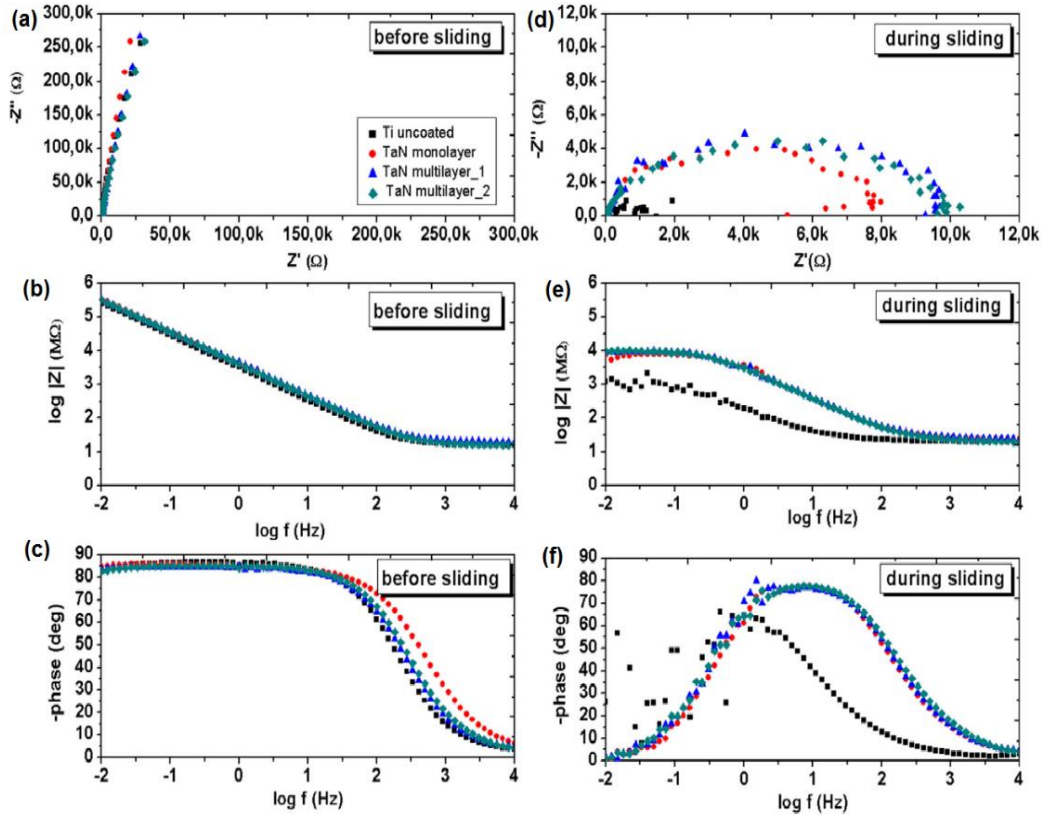 (a)
300,0k
250,0k
200,0k
150,0k
100,0k
50,0k
0,0
-Z'' (Ω)
before sliding
Ti uncoated
TaN monolayer
TaN multilayer_1
TaN multilayer_2
0,0 50,0k 100,0k 150,0k 200,0k 250,0k 300,0k
Z' (Ω)
(d)
12,0k
10,0k
8,0k
6,0k
4,0k
2,0k
0,0
-Z'' (Ω)
during sliding
0,0 2,0k 4,0k 6,0k 8,0k 10,0k 12,0k
Z'(Ω)
(b)
6
5
4
3
2
1
0
log |Z| (MΩ)
before sliding
-2 -1 0 1 2 3 4
log f (Hz)
(e)
6
5
4
3
2
1
0
log |Z| (MΩ)
during sliding
-2 -1 0 1 2 3 4
log f (Hz)
(c)
90
80
70
60
50
40
30
20
10
0
-phase (deg)
before sliding
-2 -1 0 1 2 3 4
log f (Hz)
(f)
90
80
70
60
50
40
30
20
10
0
-phase (deg)
during sliding
-2 -1 0 1 2 3 4
log f (Hz)